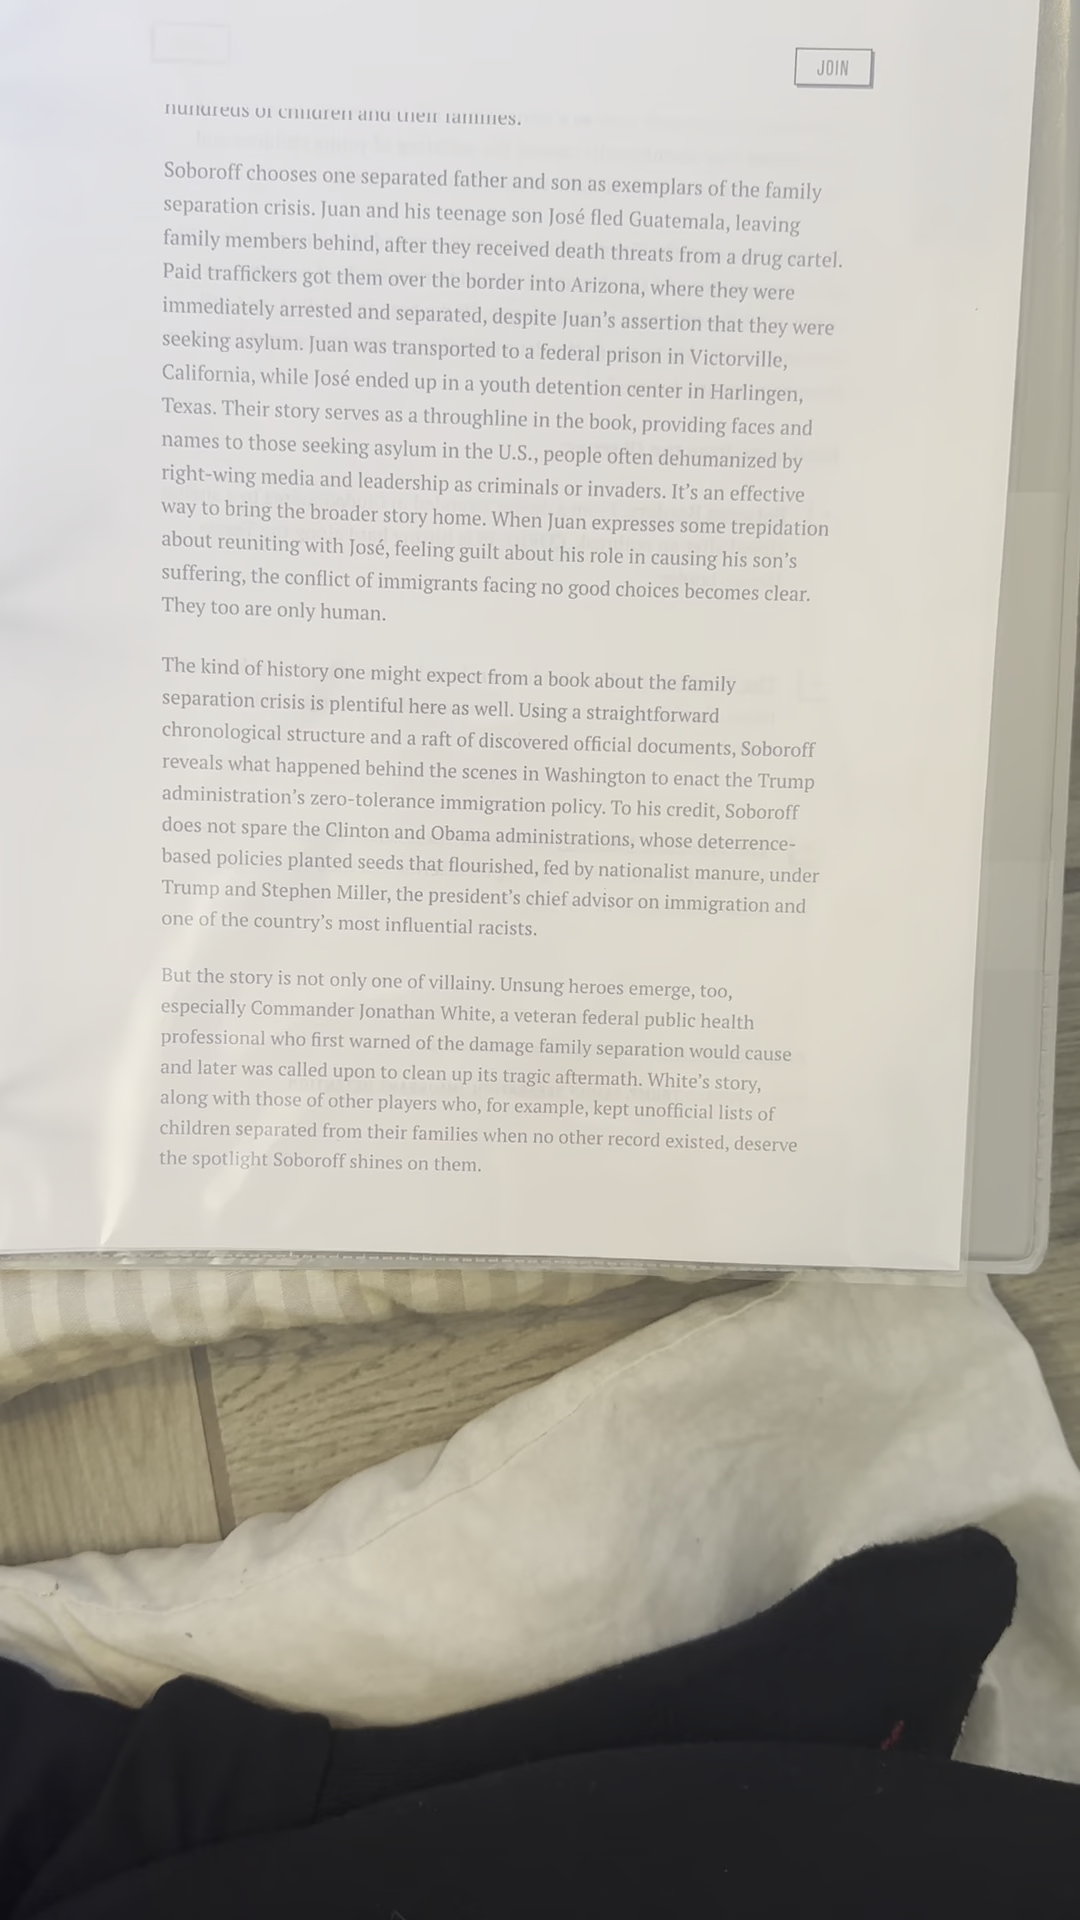 JOIN
hundreds of children and their families.
Soboroff chooses one separated father and son as exemplars of the family
separation crisis. Juan and his teenage son José fled Guatemala, leaving
family members behind, after they received death threats from a drug cartel.
Paid traffickers got them over the border into Arizona, where they were
immediately arrested and separated, despite Juan’s assertion that they were
seeking asylum. Juan was transported to a federal prison in Victorville,
California, while José ended up in a youth detention center in Harlingen,
Texas. Their story serves as a throughline in the book, providing faces and
names to those seeking asylum in the U.S., people often dehumanized by
right-wing media and leadership as criminals or invaders. It’s an effective
way to bring the broader story home. When Juan expresses some trepidation
about reuniting with José, feeling guilt about his role in causing his son’s
suffering, the conflict of immigrants facing no good choices becomes clear.
They too are only human.
The kind of history one might expect from a book about the family
separation crisis is plentiful here as well. Using a straightforward
chronological structure and a raft of discovered official documents, Soboroff
reveals what happened behind the scenes in Washington to enact the Trump
administration’s zero-tolerance immigration policy. To his credit, Soboroff
does not spare the Clinton and Obama administrations, whose deterrence-
based policies planted seeds that flourished, fed by nationalist manure, under
Trump and Stephen Miller, the president’s chief advisor on immigration and
one of the country’s most influential racists.
But the story is not only one of villainy. Unsung heroes emerge, too,
especially Commander Jonathan White, a veteran federal public health
professional who first warned of the damage family separation would cause
and later was called upon to clean up its tragic aftermath. White’s story,
along with those of other players who, for example, kept unofficial lists of
children separated from their families when no other record existed, deserve
the spotlight Soboroff shines on them.